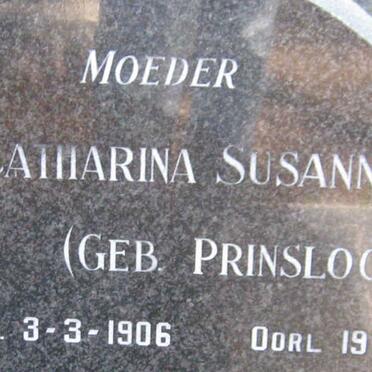 MOEDER
CATHARINA SUSANN
(GEB. PRINSLOO
3-3-1906 OORL 19